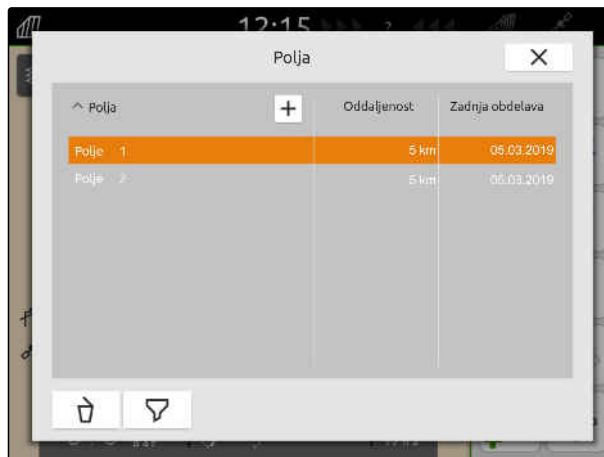 12:15
Polja
Polja Oddaljenost Zadnja obdelava
Polje 1 5 km 05.03.2019
Polje 2 5 km 05.03.2019